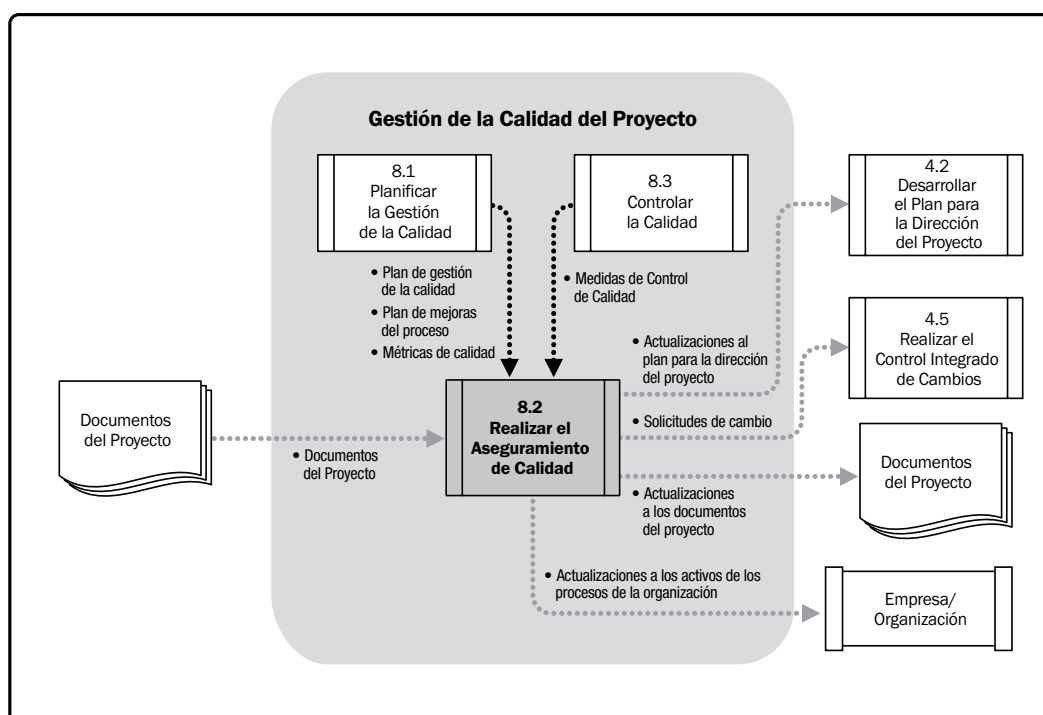 Gestión de la Calidad del Proyecto
8.1
Planificar
la Gestión
de la Calidad
8.3
Controlar
la Calidad
4.2
Desarrollar
el Plan para
la Dirección
del Proyecto
• Plan de gestión
de la calidad
• Plan de mejoras
del proceso
• Métricas de calidad
• Medidas de Control
de Calidad
• Actualizaciones al
plan para la dirección
del proyecto
4.5
Realizar el
Control Integrado
de Cambios
Documentos
del Proyecto
• Documentos
del Proyecto
8.2
Realizar el
Aseguramiento
de Calidad
• Solicitudes de cambio
• Actualizaciones
a los documentos
del proyecto
Documentos
del Proyecto
• Actualizaciones a los activos de los
procesos de la organización
Empresa/
Organización